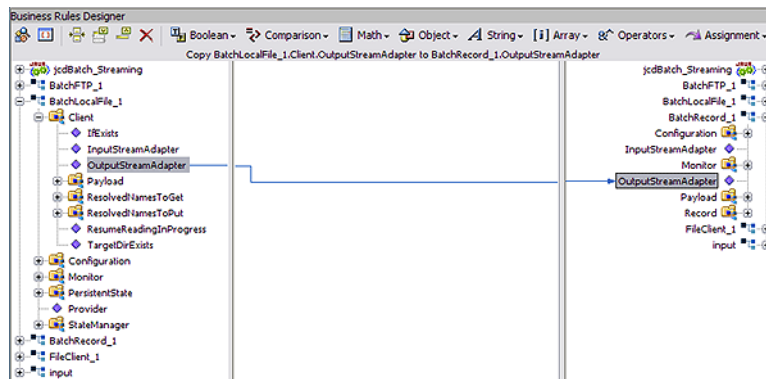 Business Rules Designer
Boolean Comparison Math Object String Array Operators Assignment
Copy BatchLocalFile_1.Client.OutputStreamAdapter to BatchRecord_1.OutputStreamAdapter
jcdBatch_Streaming
BatchFTP_1
BatchLocalFile_1
Client
IfExists
InputStreamAdapter
OutputStreamAdapter
Payload
ResolvedNamesToGet
ResolvedNamesToPut
ResumeReadingInProgress
TargetDirExists
Configuration
Monitor
PersistentState
Provider
StateManager
BatchRecord_1
FileClient_1
input
jcdBatch_Streaming
BatchFTP_1
BatchLocalFile_1
BatchRecord_1
Configuration
InputStreamAdapter
Monitor
OutputStreamAdapter
Payload
Record
FileClient_1
input